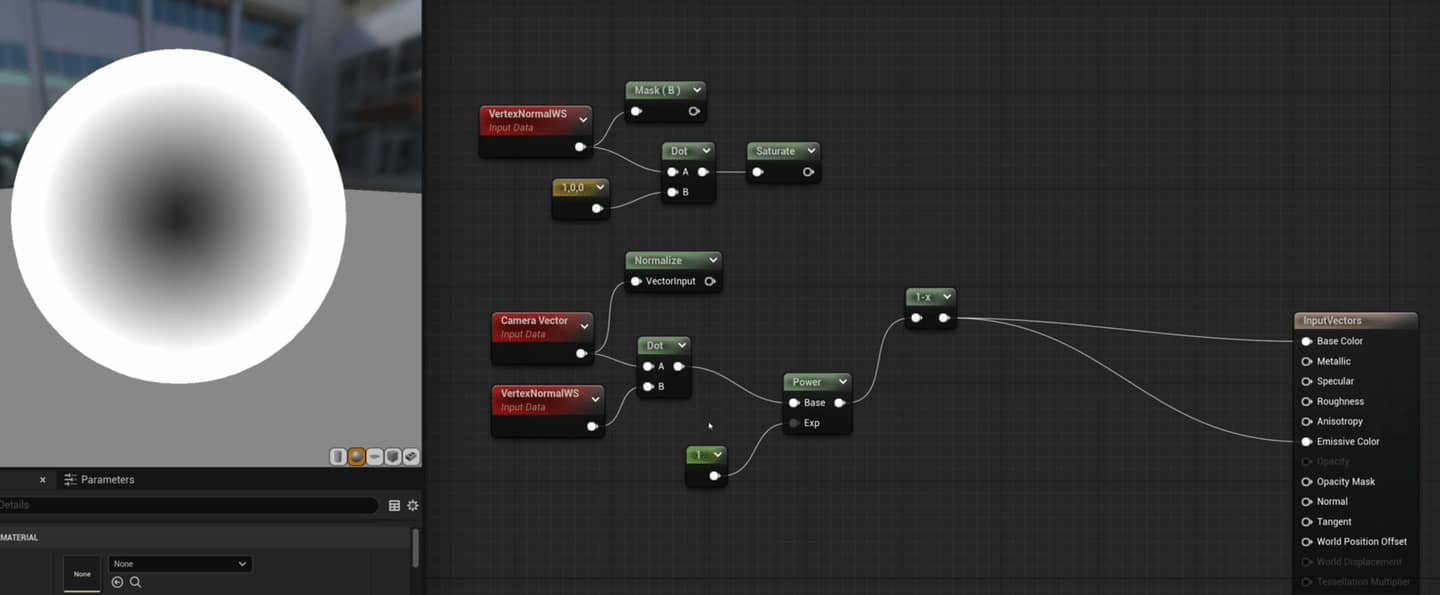 Mask ( B )
VertexNormalWS
Input Data
Dot
A
B
Saturate
1,0,0
Normalize
VectorInput
Camera Vector
Input Data
Dot
A
B
VertexNormalWS
Input Data
1-x
Power
Base
Exp
1
InputVectors
Base Color
Metallic
Specular
Roughness
Anisotropy
Emissive Color
Opacity
Opacity Mask
Normal
Tangent
World Position Offset
World Displacement
Tessellation Multiplier
Parameters
Details
MATERIAL
None
None